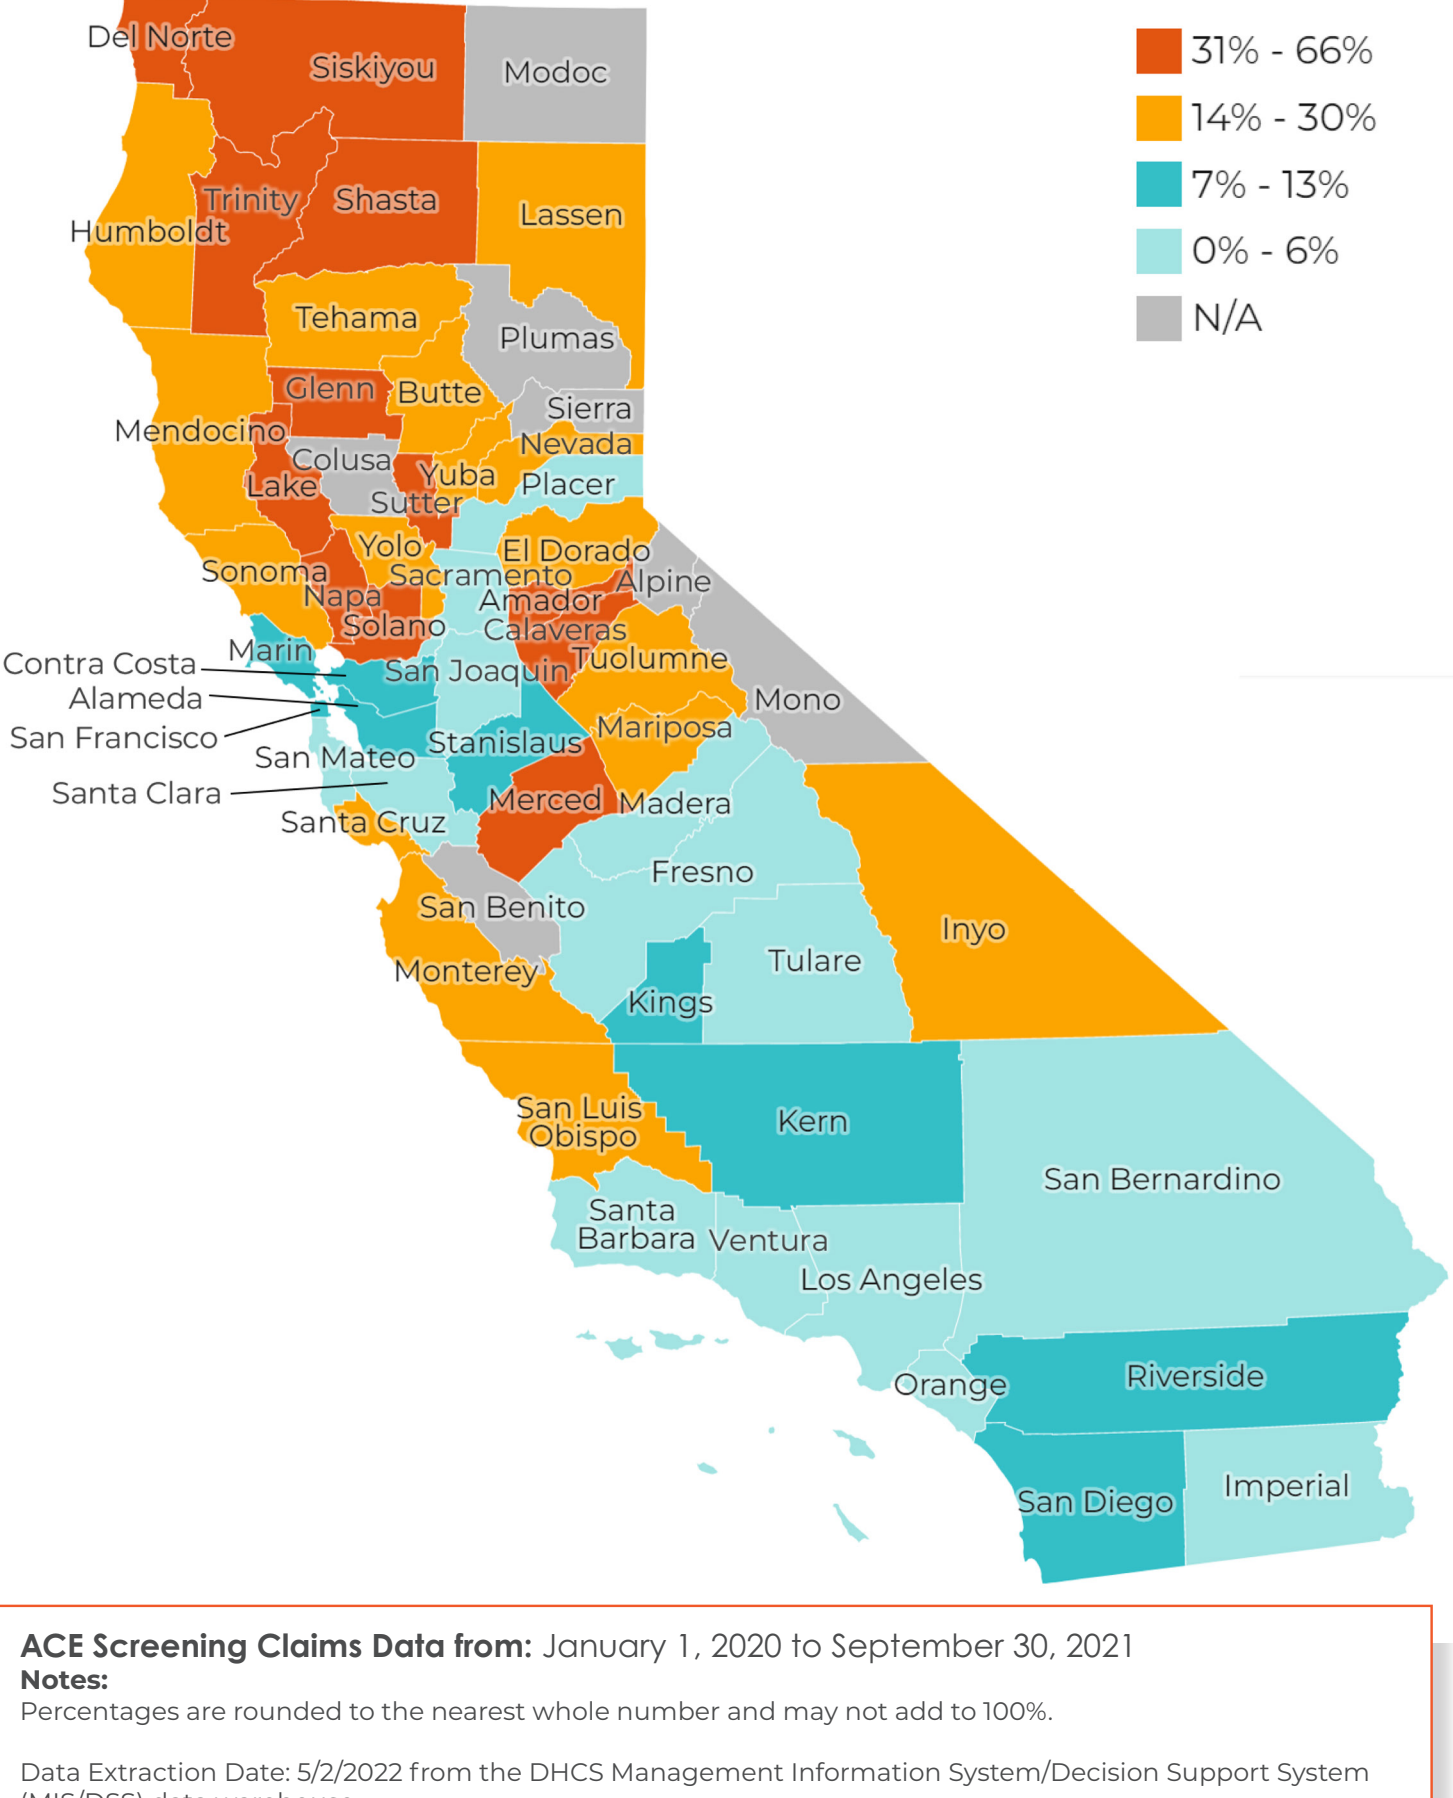 Del Norte
Siskiyou
Modoc
31% - 66%
14% - 30%
7% - 13%
0% - 6%
N/A
Trinity
Shasta
Lassen
Humboldt
Tehama
Plumas
Glenn
Butte
Sierra
Mendocino
Nevada
Colusa
Yuba
Lake
Placer
Sutter
Yolo
El Dorado
Sonoma
Sacramento
Alpine
Napa
Amador
Solano
Calaveras
Marin
Contra Costa
San Joaquin
Tuolumne
Alameda
Mono
San Francisco
Mariposa
Stanislaus
San Mateo
Santa Clara
Merced
Madera
Santa Cruz
Fresno
San Benito
Inyo
Monterey
Tulare
Kings
San Luis
Obispo
Kern
San Bernardino
Santa
Barbara
Ventura
Los Angeles
Orange
Riverside
San Diego
Imperial
ACE Screening Claims Data from: January 1, 2020 to September 30, 2021
Notes:
Percentages are rounded to the nearest whole number and may not add to 100%.
Data Extraction Date: 5/2/2022 from the DHCS Management Information System/Decision Support System
(MIS/DSS) data warehouse